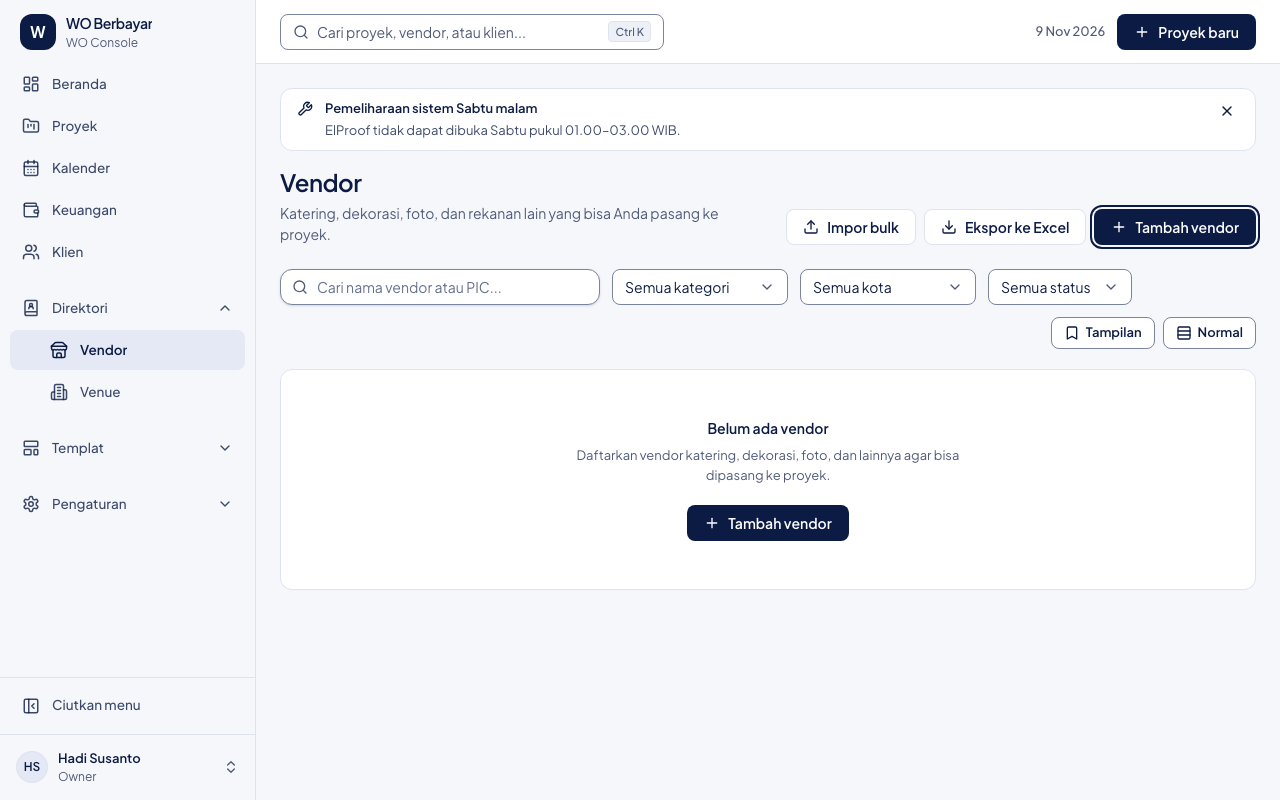 W
WO Berbayar
WO Console
Beranda
Proyek
Kalender
Keuangan
Klien
Direktori
Vendor
Venue
Templat
Pengaturan
Ciutkan menu
HS
Hadi Susanto
Owner
Cari proyek, vendor, atau klien...
Ctrl K
9 Nov 2026
Proyek baru
Pemeliharaan sistem Sabtu malam
ElProof tidak dapat dibuka Sabtu pukul 01.00–03.00 WIB.
Vendor
Katering, dekorasi, foto, dan rekanan lain yang bisa Anda pasang ke
proyek.
Impor bulk
Ekspor ke Excel
Tambah vendor
Cari nama vendor atau PIC...
Semua kategori
Semua kota
Semua status
Tampilan
Normal
Belum ada vendor
Daftarkan vendor katering, dekorasi, foto, dan lainnya agar bisa
dipasang ke proyek.
Tambah vendor